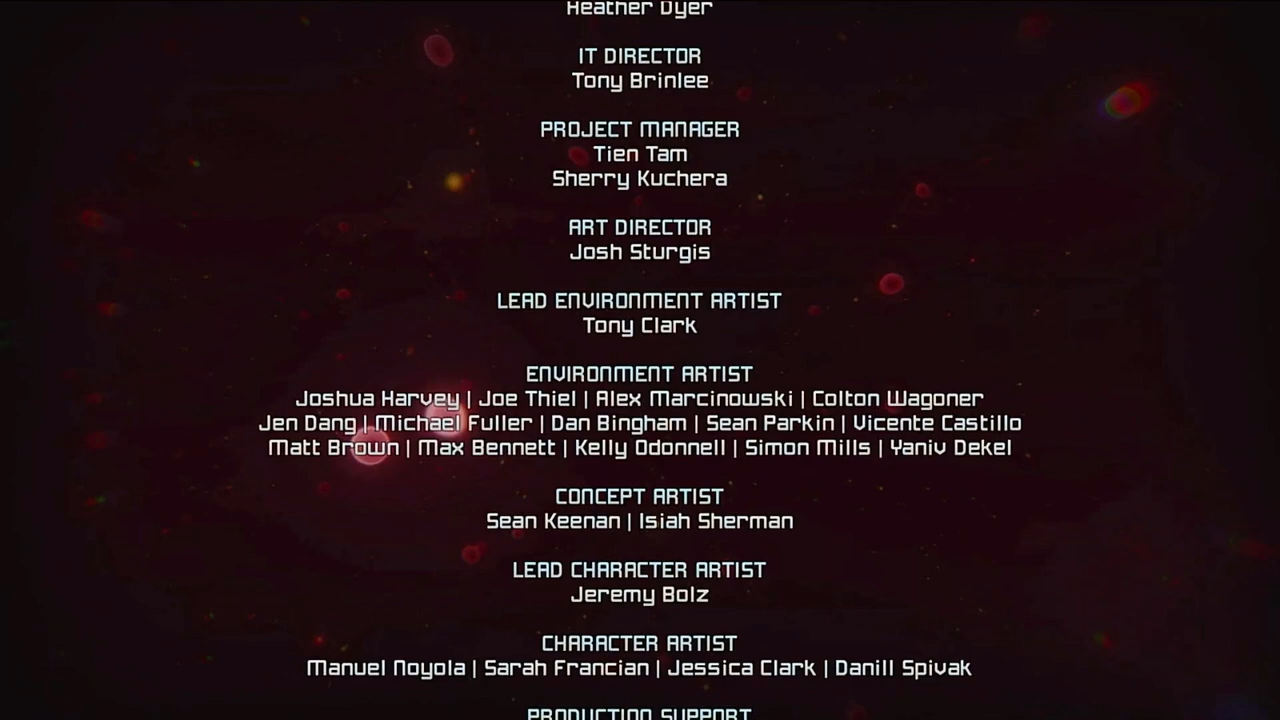 Heather Dyer
IT DIRECTOR
Tony Brinlee
PROJECT MANAGER
Tien Tam
Sherry Kuchera
ART DIRECTOR
Josh Sturgis
LEAD ENVIRONMENT ARTIST
Tony Clark
ENVIRONMENT ARTIST
Joshua Harvey | Joe Thiel | Alex Marcinowski | Colton Wagoner
Jen Dang | Michael Fuller | Dan Bingham | Sean Parkin | Vicente Castillo
Matt Brown | Max Bennett | Kelly Odonnell | Simon Mills | Yaniv Dekel
CONCEPT ARTIST
Sean Keenan | Isiah Sherman
LEAD CHARACTER ARTIST
Jeremy Bolz
CHARACTER ARTIST
Manuel Noyola | Sarah Francian | Jessica Clark | Danill Spivak
PRODUCTION SUPPORT